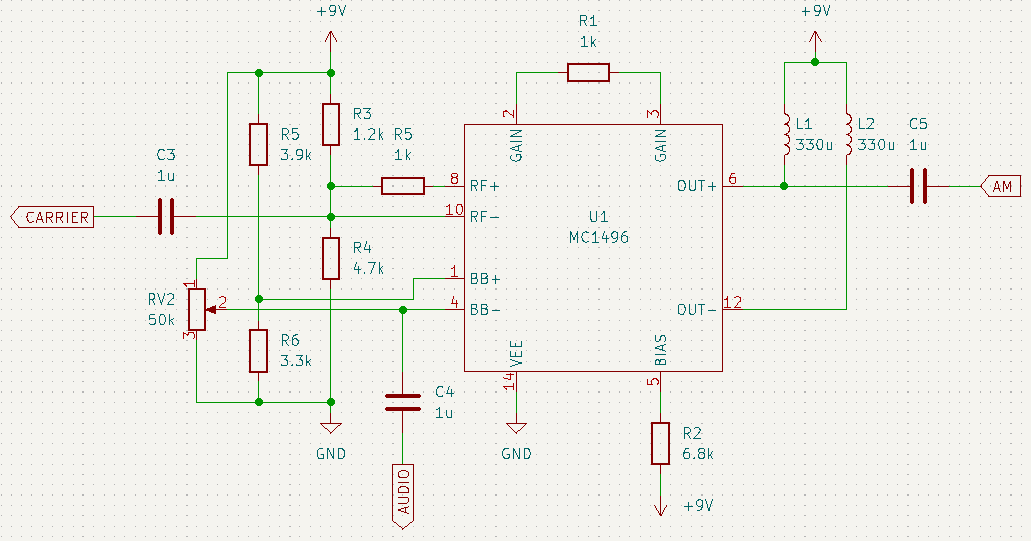 +9V
R1
1k
+9V
2
GAIN
3
GAIN
R3
1.2k
R5
3.9k
R5
1k
L1
330u
L2
330u
C5
1u
C3
1u
8
RF+
OUT+
6
AM
CARRIER
10
RF-
U1
MC1496
R4
4.7k
1
BB+
RV2
50k
1
2
3
4
BB-
OUT-
12
R6
3.3k
VEE
14
BIAS
5
C4
1u
GND
GND
R2
6.8k
AUDIO
+9V